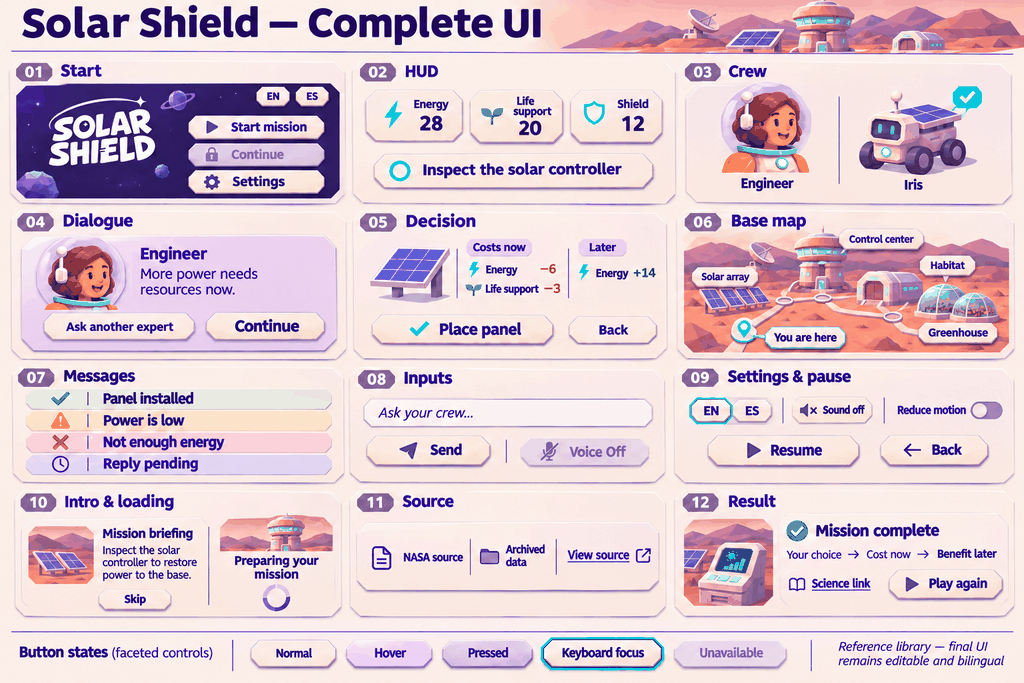 Solar Shield — Complete UI
01 Start
SOLAR
SHIELD
EN ES
Start mission
Continue
Settings
02 HUD
Energy
28
Life
support
20
Shield
12
Inspect the solar controller
03 Crew
Engineer
Iris
04 Dialogue
Engineer
More power needs
resources now.
Ask another expert
Continue
05 Decision
Costs now
Energy −6
Life support −3
Later
Energy +14
Place panel
Back
06 Base map
Control center
Solar array
Habitat
You are here
Greenhouse
07 Messages
Panel installed
Power is low
Not enough energy
Reply pending
08 Inputs
Ask your crew...
Send
Voice Off
09 Settings & pause
EN ES
Sound off
Reduce motion
Resume
Back
10 Intro & loading
Mission briefing
Inspect the solar
controller to restore
power to the base.
Skip
Preparing your
mission
11 Source
NASA source
Archived
data
View source
12 Result
Mission complete
Your choice → Cost now → Benefit later
Science link
Play again
Button states (faceted controls)
Normal
Hover
Pressed
Keyboard focus
Unavailable
Reference library — final UI
remains editable and bilingual